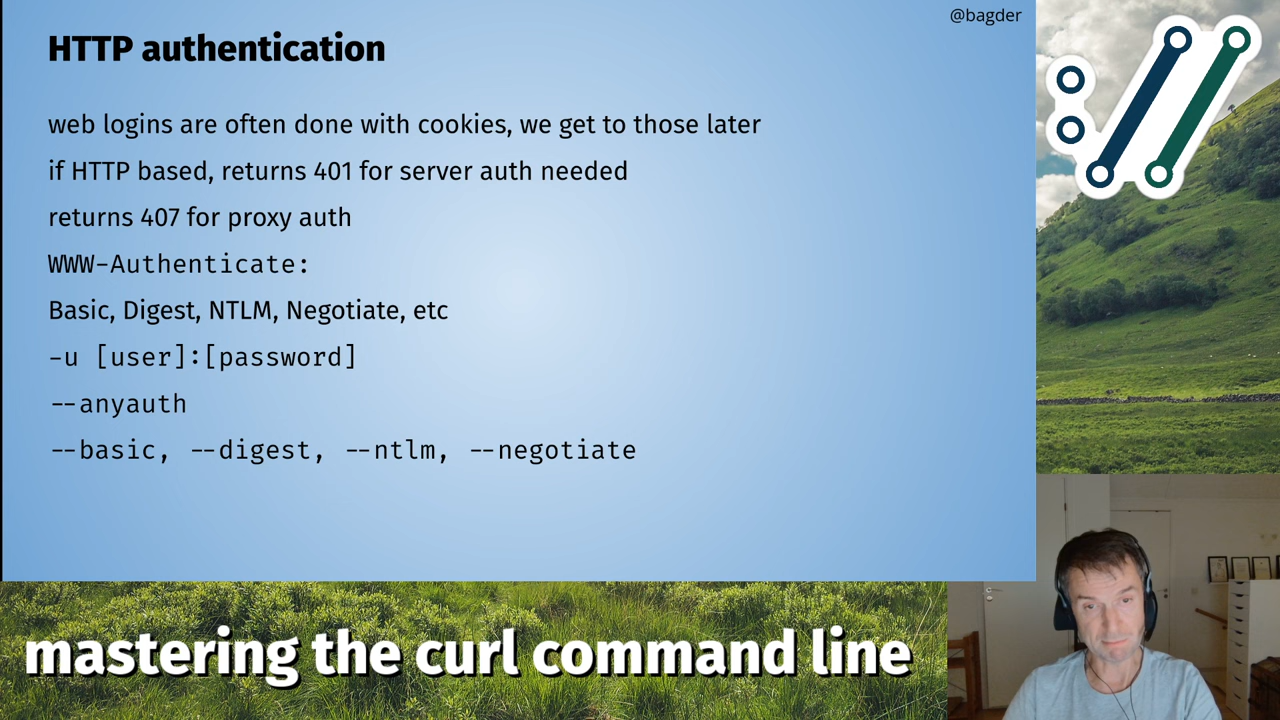 @bagder
HTTP authentication
web logins are often done with cookies, we get to those later
if HTTP based, returns 401 for server auth needed
returns 407 for proxy auth
WWW-Authenticate:
Basic, Digest, NTLM, Negotiate, etc
-u [user]:[password]
--anyauth
--basic, --digest, --ntlm, --negotiate
mastering the curl command line